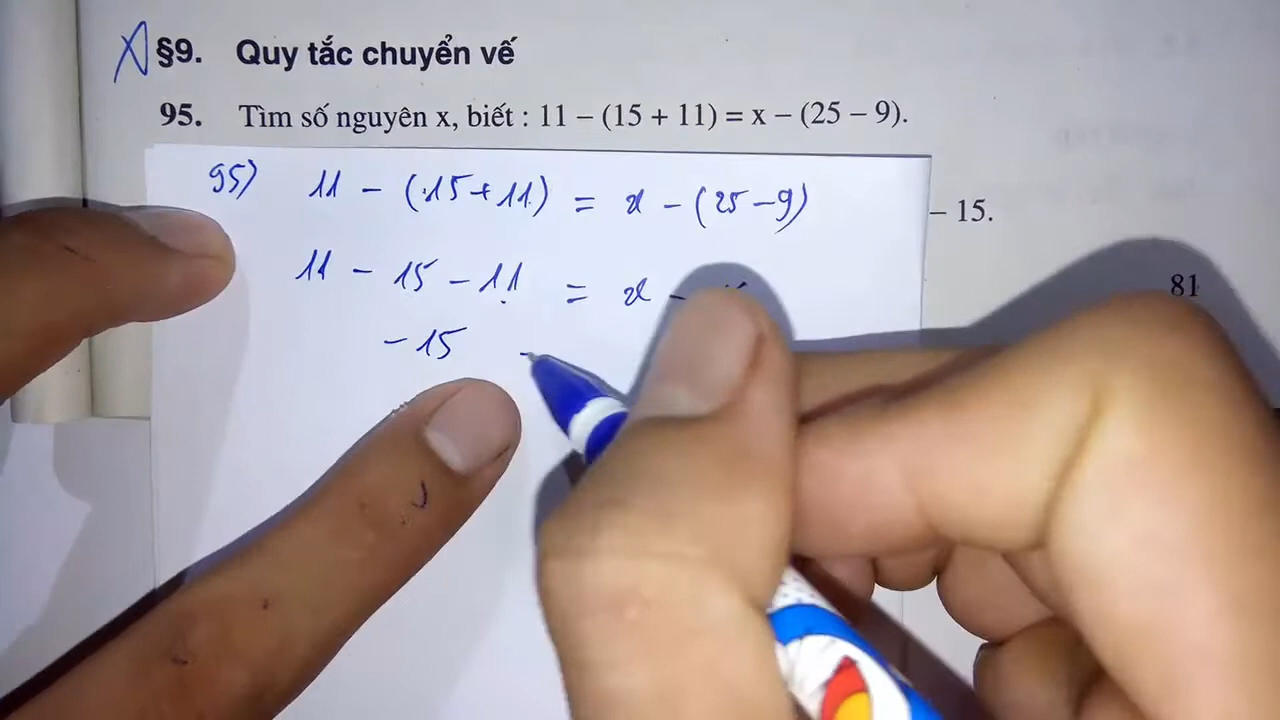 §9. Quy tắc chuyển vế
95. Tìm số nguyên x, biết : 11 – (15 + 11) = x – (25 – 9).
95) 11 - (15 + 11) = x - (25 - 9)
– 15.
11 - 15 - 11 = x -
81
- 15 -